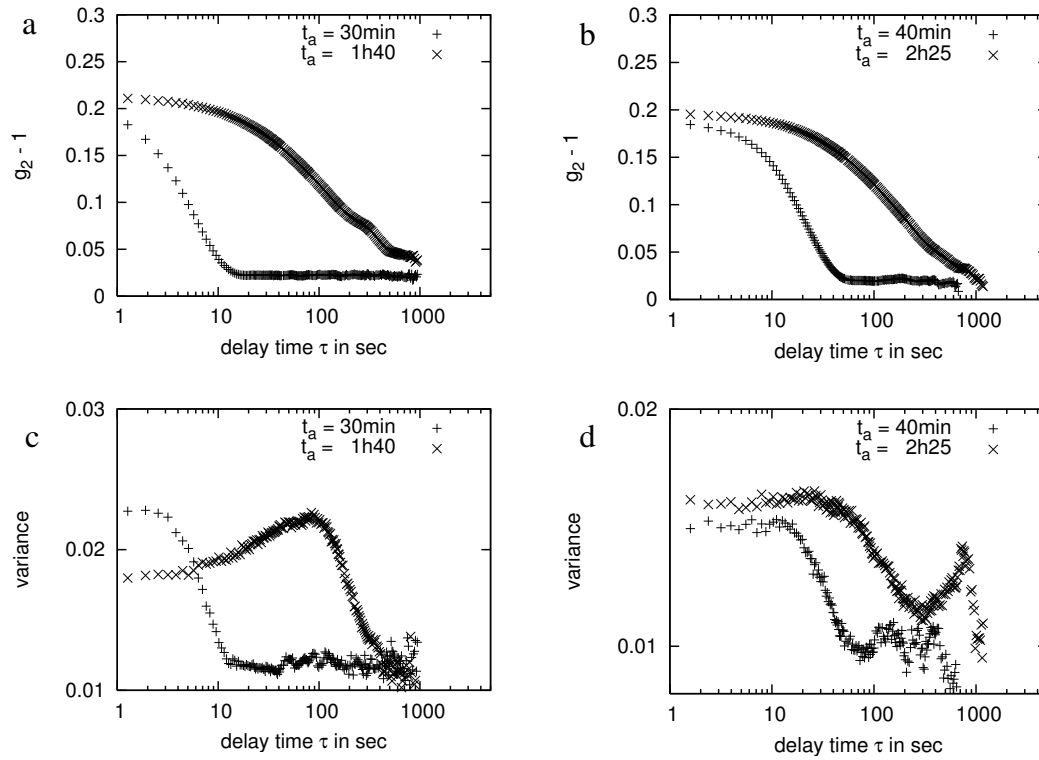 a
t_a = 30min
t_a = 1h40
0.3
0.25
0.2
0.15
0.1
0.05
0
g_2 - 1
1 10 100 1000
delay time τ in sec
b
t_a = 40min
t_a = 2h25
0.3
0.25
0.2
0.15
0.1
0.05
0
g_2 - 1
1 10 100 1000
delay time τ in sec
c
t_a = 30min
t_a = 1h40
0.03
0.02
0.01
variance
1 10 100 1000
delay time τ in sec
d
t_a = 40min
t_a = 2h25
0.02
0.01
variance
1 10 100 1000
delay time τ in sec